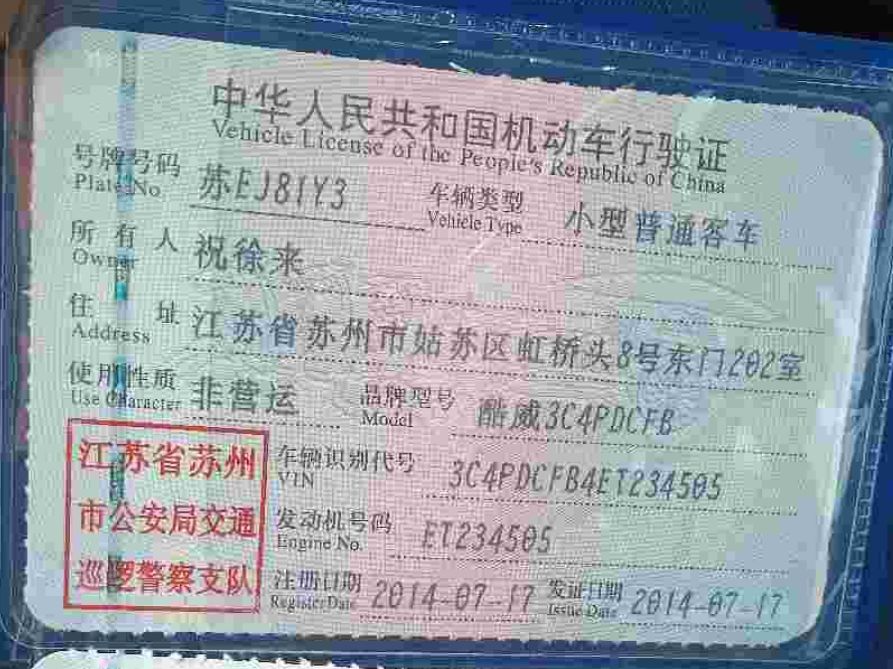 中华人民共和国机动车行驶证
Vehicle License of the People's Republic of China
号牌号码 苏EJ81Y3 车辆类型 小型普通客车
Plate No. Vehicle Type
所有人 祝徐来
Owner
住址 江苏省苏州市姑苏区虹桥头8号东门202室
Address
使用性质 非营运 品牌型号 酷威3C4PDCFB
Use Character Model
江苏省苏州 车辆识别代号 3C4PDCFB4ET234505
VIN
市公安局交通 发动机号码 ET234505
Engine No.
巡逻警察支队 注册日期 2014-07-17 发证日期 2014-07-17
Register Date Issue Date